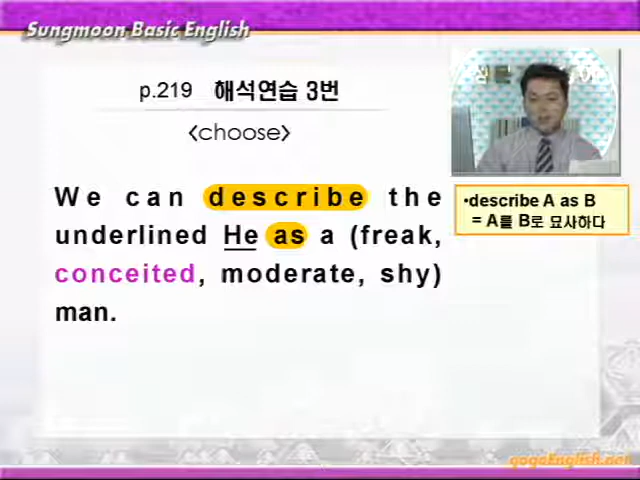 Sungmoon Basic English
p.219 해석연습 3번
<choose>
We can describe the
underlined He as a (freak,
conceited, moderate, shy)
man.
•describe A as B
= A를 B로 묘사하다
gogoEnglish.net